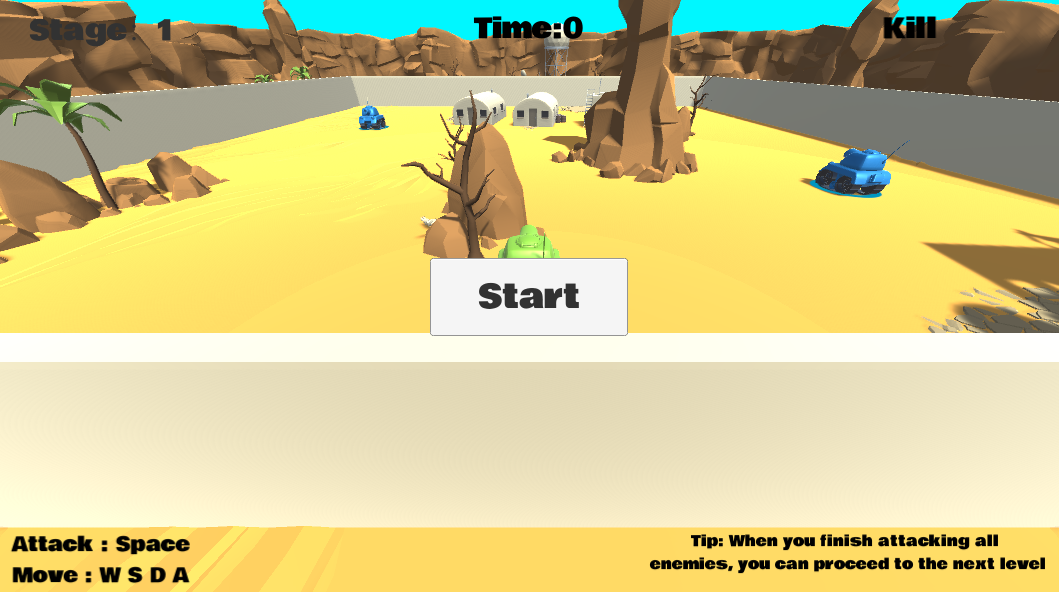 Stage 1
Time:0
Kill
Start
Attack : Space
Move : W S D A
Tip: When you finish attacking all
enemies, you can proceed to the next level